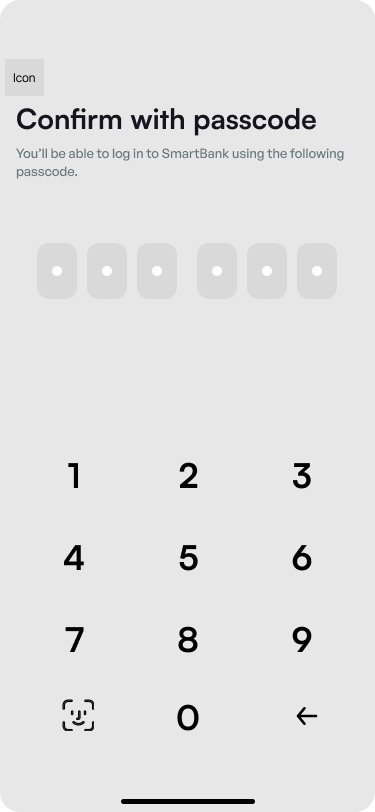 Icon
Confirm with passcode
You’ll be able to log in to SmartBank using the following
passcode.
1 2 3
4 5 6
7 8 9
0